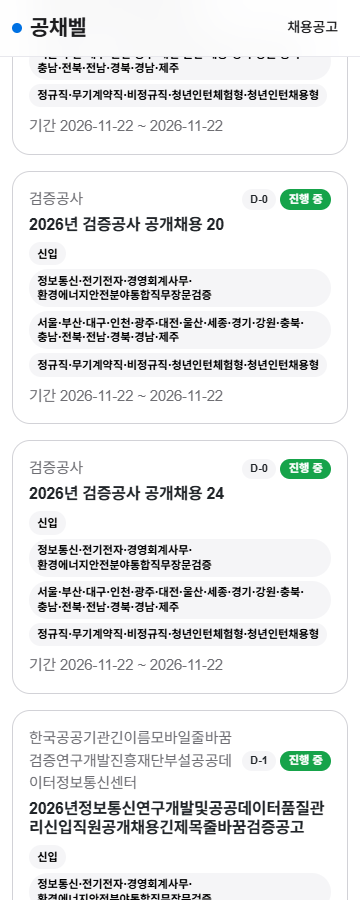 공채벨
채용공고
충남·전북·전남·경북·경남·제주
정규직·무기계약직·비정규직·청년인턴체험형·청년인턴채용형
기간 2026-11-22 ~ 2026-11-22
검증공사
D-0
진행 중
2026년 검증공사 공개채용 20
신입
정보통신·전기전자·경영회계사무·
환경에너지안전분야통합직무장문검증
서울·부산·대구·인천·광주·대전·울산·세종·경기·강원·충북·
충남·전북·전남·경북·경남·제주
정규직·무기계약직·비정규직·청년인턴체험형·청년인턴채용형
기간 2026-11-22 ~ 2026-11-22
검증공사
D-0
진행 중
2026년 검증공사 공개채용 24
신입
정보통신·전기전자·경영회계사무·
환경에너지안전분야통합직무장문검증
서울·부산·대구·인천·광주·대전·울산·세종·경기·강원·충북·
충남·전북·전남·경북·경남·제주
정규직·무기계약직·비정규직·청년인턴체험형·청년인턴채용형
기간 2026-11-22 ~ 2026-11-22
한국공공기관긴이름모바일줄바꿈
검증연구개발진흥재단부설공공데
이터정보통신센터
D-1
진행 중
2026년정보통신연구개발및공공데이터품질관
리신입직원공개채용긴제목줄바꿈검증공고
신입
정보통신·전기전자·경영회계사무·